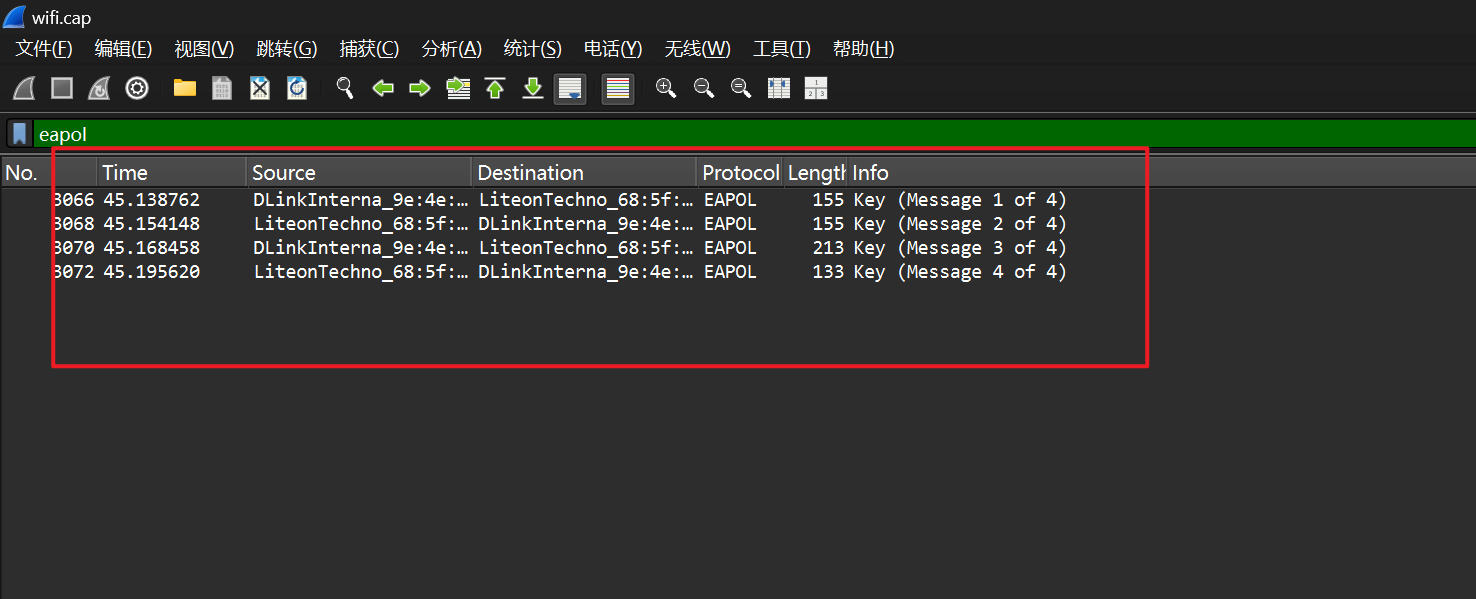 wifi.cap
文件(F) 编辑(E) 视图(V) 跳转(G) 捕获(C) 分析(A) 统计(S) 电话(Y) 无线(W) 工具(T) 帮助(H)
eapol
No. Time Source Destination Protocol Length Info
3066 45.138762 DLinkInterna_9e:4e:… LiteonTechno_68:5f:… EAPOL 155 Key (Message 1 of 4)
3068 45.154148 LiteonTechno_68:5f:… DLinkInterna_9e:4e:… EAPOL 155 Key (Message 2 of 4)
3070 45.168458 DLinkInterna_9e:4e:… LiteonTechno_68:5f:… EAPOL 213 Key (Message 3 of 4)
3072 45.195620 LiteonTechno_68:5f:… DLinkInterna_9e:4e:… EAPOL 133 Key (Message 4 of 4)